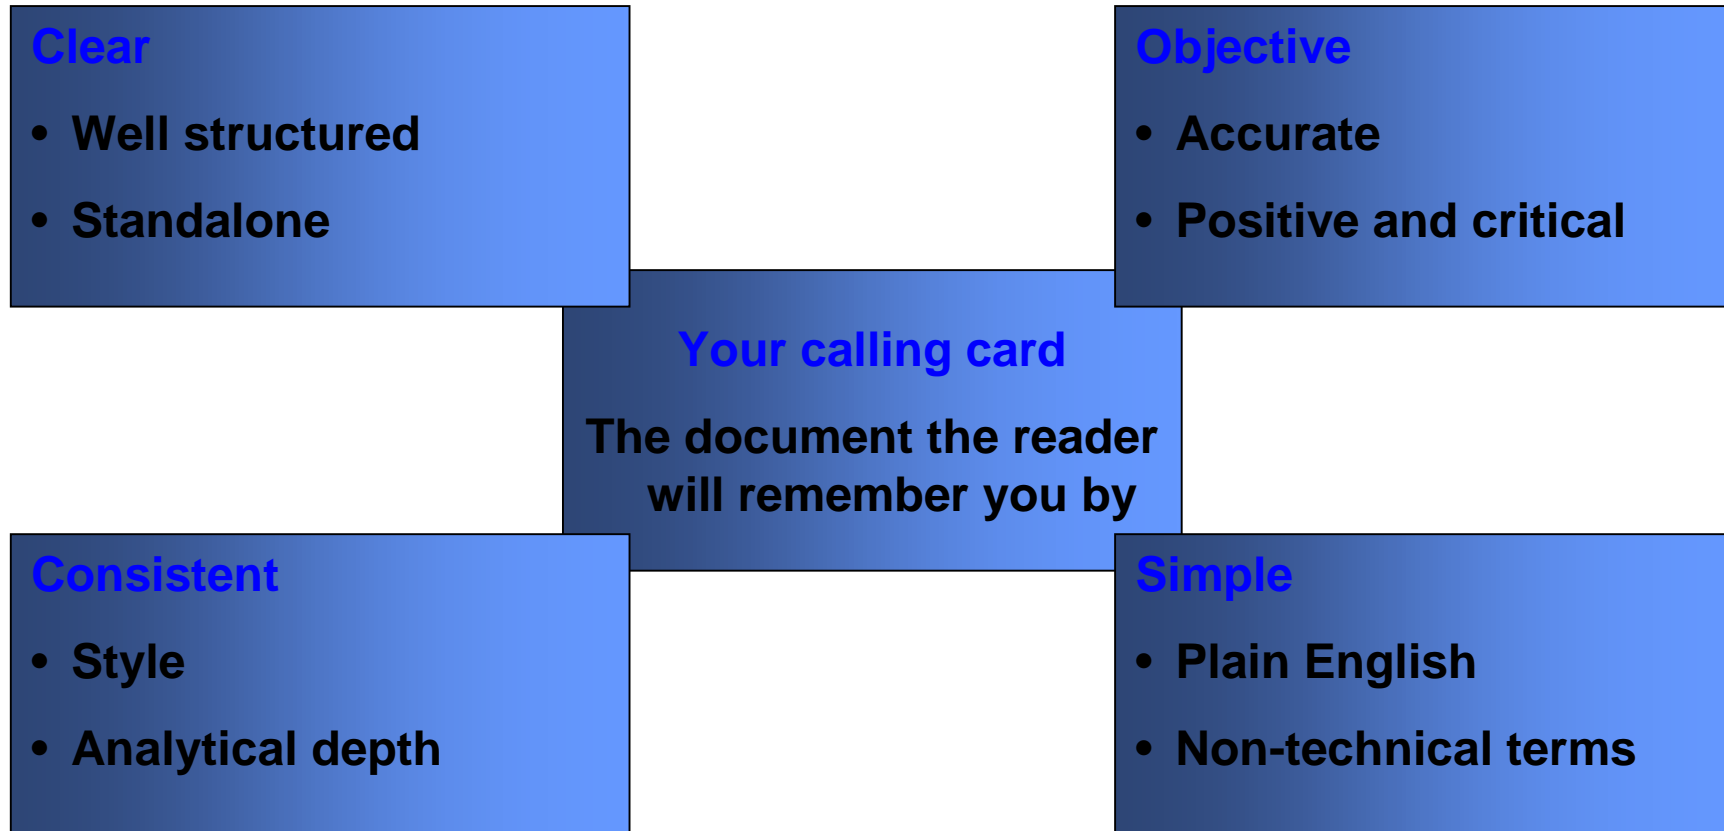 Clear
• Well structured
• Standalone
Objective
• Accurate
• Positive and critical
Your calling card
The document the reader
will remember you by
Consistent
• Style
• Analytical depth
Simple
• Plain English
• Non-technical terms